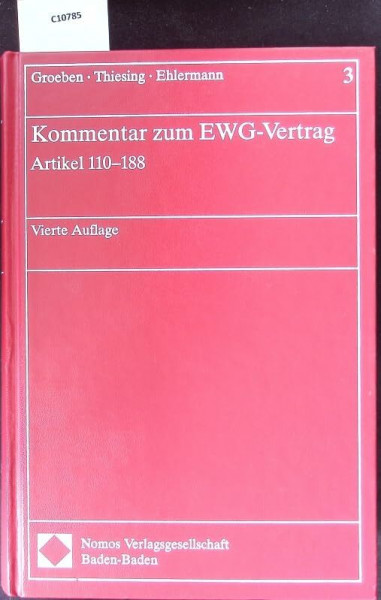 C10785
Groeben · Thiesing · Ehlermann 3
Kommentar zum EWG-Vertrag
Artikel 110–188
Vierte Auflage
Nomos Verlagsgesellschaft
Baden-Baden